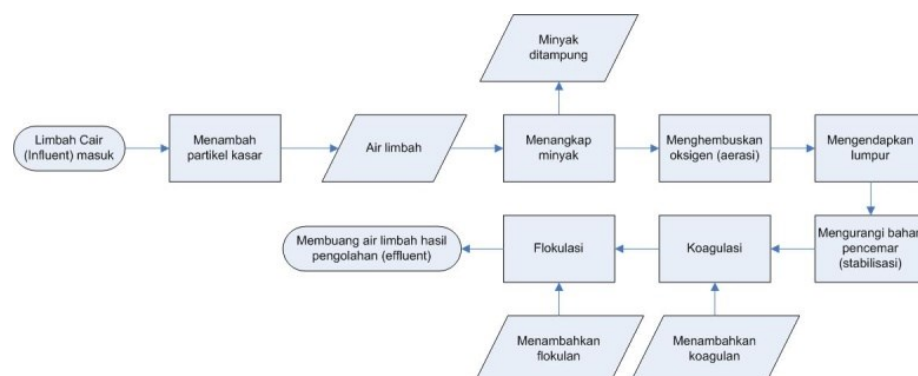 Minyak
ditampung
Limbah Cair
(Influent) masuk
Menambah
partikel kasar
Air limbah
Menangkap
minyak
Menghembuskan
oksigen (aerasi)
Mengendapkan
lumpur
Membuang air limbah hasil
pengolahan (effluent)
Flokulasi
Koagulasi
Mengurangi bahan
pencemar
(stabilisasi)
Menambahkan
flokulan
Menambahkan
koagulan